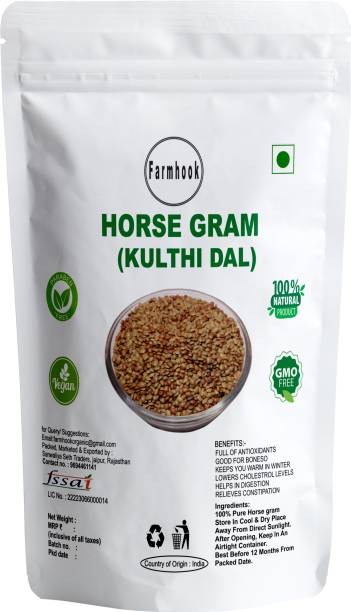 Farmhook
HORSE GRAM
(KULTHI DAL)
PARABEN
FREE
100%
NATURAL
PRODUCT
Vegan
GMO
FREE
for Query/ Suggestions:
Email:farmhookorganic@gmail.com
Packed, Marketed & Exported by :
Sanwaliya Seth Traders, jaipur, Rajasthan
Contact no. : 9694461141
fssai
LIC No. : 22223066000014
BENEFITS:-
FULL OF ANTIOXIDANTS
GOOD FOR BONESO
KEEPS YOU WARM IN WINTER
LOWERS CHOLESTROL LEVELS
HELPS IN DIGESTION
RELIEVES CONSTIPATION
Ingredients:
100% Pure Horse gram
Store In Cool & Dry Place
Away From Direct Sunlight.
After Opening, Keep In An
Airtight Container.
Best Before 12 Months From
Packed Date.
Net Weight :
MRP ₹ :
(inclusive of all taxes)
Batch no. :
Pkd date :
Country of Origin : India